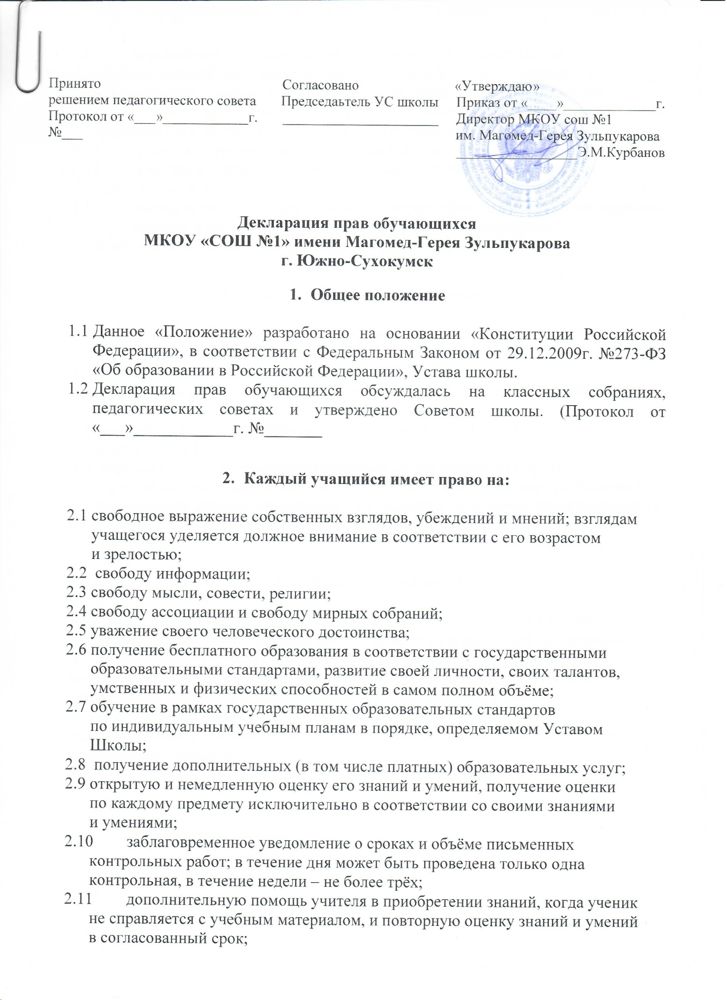 Принято
решением педагогического совета
Протокол от «___»____________г.
№___
Согласовано
Председаьтель УС школы
______________________
«Утверждаю»
Приказ от «____»_____________г.
Директор МКОУ сош №1
им. Магомед-Герея Зульпукарова
_________________Э.М.Курбанов
Декларация прав обучающихся
МКОУ «СОШ №1» имени Магомед-Герея Зульпукарова
г. Южно-Сухокумск
1. Общее положение
1.1 Данное «Положение» разработано на основании «Конституции Российской
Федерации», в соответствии с Федеральным Законом от 29.12.2009г. №273-ФЗ
«Об образовании в Российской Федерации», Устава школы.
1.2 Декларация прав обучающихся обсуждалась на классных собраниях,
педагогических советах и утверждено Советом школы. (Протокол от
«___»____________г. №_______
2. Каждый учащийся имеет право на:
2.1 свободное выражение собственных взглядов, убеждений и мнений; взглядам
учащегося уделяется должное внимание в соответствии с его возрастом
и зрелостью;
2.2 свободу информации;
2.3 свободу мысли, совести, религии;
2.4 свободу ассоциации и свободу мирных собраний;
2.5 уважение своего человеческого достоинства;
2.6 получение бесплатного образования в соответствии с государственными
образовательными стандартами, развитие своей личности, своих талантов,
умственных и физических способностей в самом полном объёме;
2.7 обучение в рамках государственных образовательных стандартов
по индивидуальным учебным планам в порядке, определяемом Уставом
Школы;
2.8 получение дополнительных (в том числе платных) образовательных услуг;
2.9 открытую и немедленную оценку его знаний и умений, получение оценки
по каждому предмету исключительно в соответствии со своими знаниями
и умениями;
2.10 заблаговременное уведомление о сроках и объёме письменных
контрольных работ; в течение дня может быть проведена только одна
контрольная, в течение недели – не более трёх;
2.11 дополнительную помощь учителя в приобретении знаний, когда ученик
не справляется с учебным материалом, и повторную оценку знаний и умений
в согласованный срок;